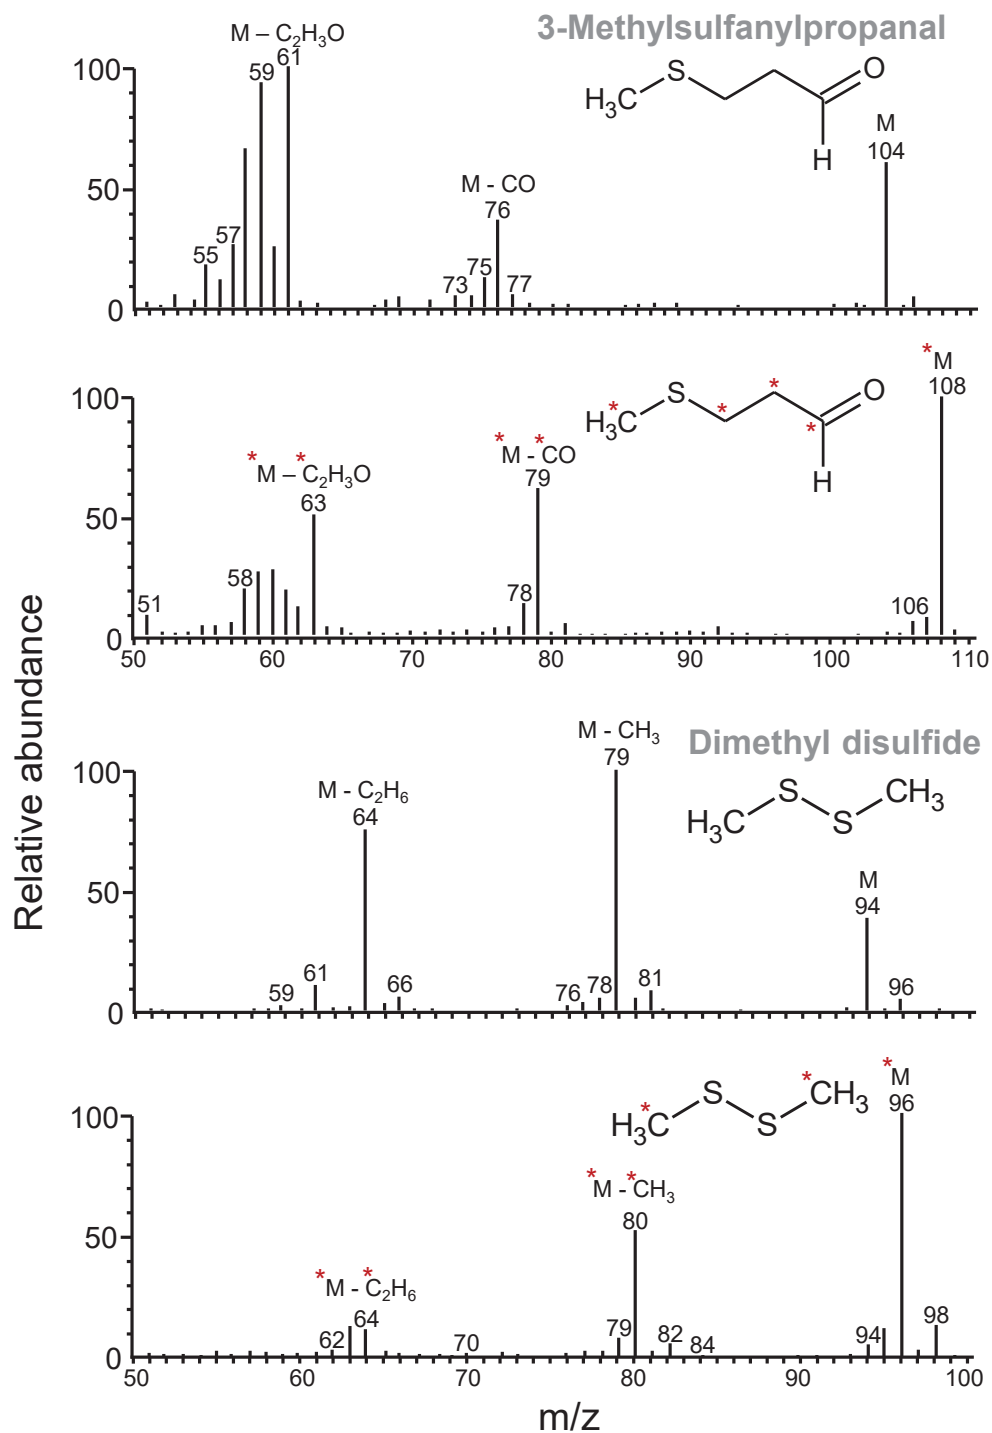 3-Methylsulfanylpropanal
M – C₂H₃O
61
59
100
S
O
H₃C
H
M
104
M - CO
76
50
57
55
73
75
77
0
*M
108
100
*
S
*
*
O
H₃C
*
*
H
*M – *C₂H₃O
63
*M - *CO
79
50
51
58
78
106
0
50
60
70
80
90
100
110
Relative abundance
M - CH₃
79
Dimethyl disulfide
100
M - C₂H₆
64
H₃C
S
S
CH₃
M
94
50
59
61
66
76
78
81
96
0
*M
96
100
*
H₃C
S
S
*
CH₃
*M - *CH₃
80
50
*M - *C₂H₆
64
62
70
79
82
84
94
98
0
50
60
70
80
90
100
m/z